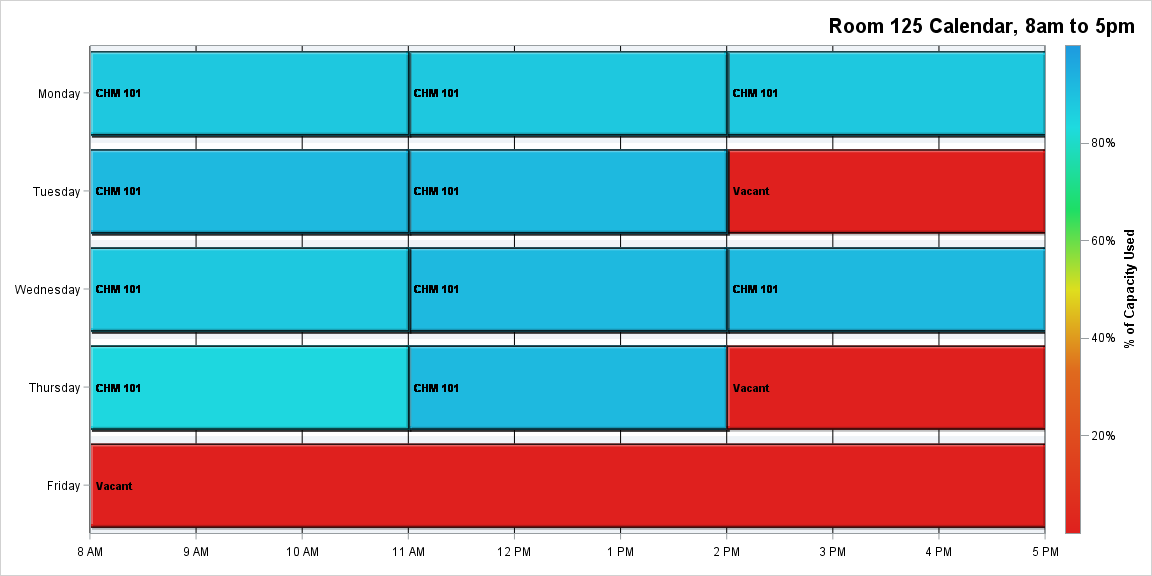 Room 125 Calendar, 8am to 5pm
Monday
CHM 101
CHM 101
CHM 101
Tuesday
CHM 101
CHM 101
Vacant
Wednesday
CHM 101
CHM 101
CHM 101
Thursday
CHM 101
CHM 101
Vacant
Friday
Vacant
8 AM
9 AM
10 AM
11 AM
12 PM
1 PM
2 PM
3 PM
4 PM
5 PM
80%
60%
40%
20%
% of Capacity Used